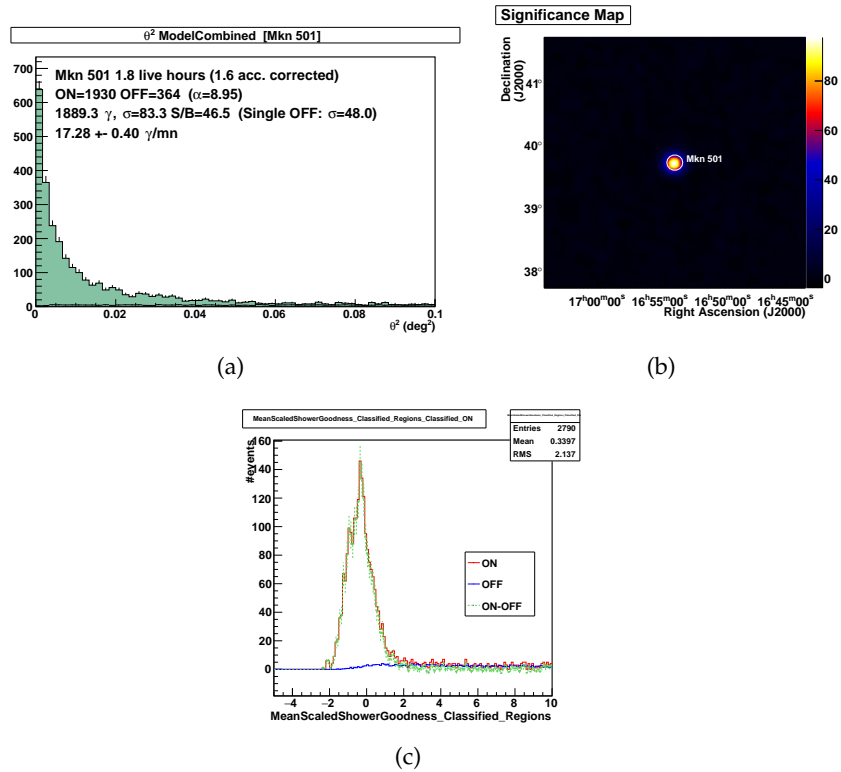 θ² ModelCombined [Mkn 501]
Mkn 501 1.8 live hours (1.6 acc. corrected)
ON=1930 OFF=364 (α=8.95)
1889.3 γ, σ=83.3 S/B=46.5 (Single OFF: σ=48.0)
17.28 +- 0.40 γ/mn
700
600
500
400
300
200
100
0
0 0.02 0.04 0.06 0.08 0.1
θ² (deg²)
(a)
Significance Map
Declination (J2000)
41°
40°
39°
38°
Mkn 501
80
60
40
20
0
17ʰ00ᵐ00ˢ 16ʰ55ᵐ00ˢ 16ʰ50ᵐ00ˢ 16ʰ45ᵐ00ˢ
Right Ascension (J2000)
(b)
MeanScaledShowerGoodness_Classified_Regions_Classified_ON
Entries 2790
Mean 0.3397
RMS 2.137
#events
160
140
120
100
80
60
40
20
0
ON
OFF
ON-OFF
−4 −2 0 2 4 6 8 10
MeanScaledShowerGoodness_Classified_Regions
(c)